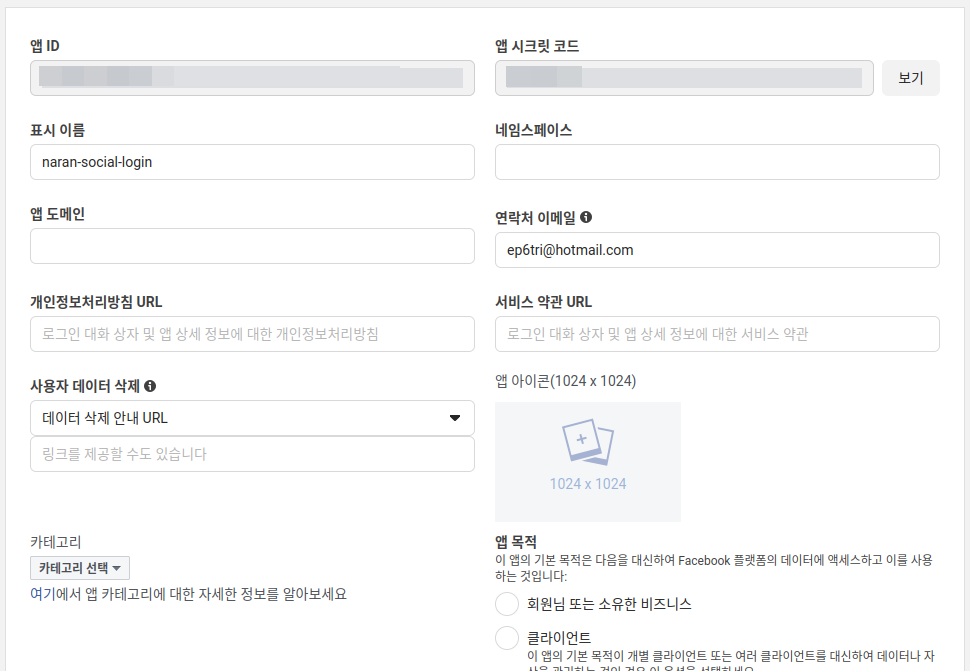 앱 ID
앱 시크릿 코드
보기
표시 이름
네임스페이스
naran-social-login
앱 도메인
연락처 이메일
ep6tri@hotmail.com
개인정보처리방침 URL
서비스 약관 URL
로그인 대화 상자 및 앱 상세 정보에 대한 개인정보처리방침
로그인 대화 상자 및 앱 상세 정보에 대한 서비스 약관
사용자 데이터 삭제
앱 아이콘(1024 x 1024)
데이터 삭제 안내 URL
링크를 제공할 수도 있습니다
1024 x 1024
카테고리
카테고리 선택
여기에서 앱 카테고리에 대한 자세한 정보를 알아보세요
앱 목적
이 앱의 기본 목적은 다음을 대신하여 Facebook 플랫폼의 데이터에 액세스하고 이를 사용
하는 것입니다:
회원님 또는 소유한 비즈니스
클라이언트
이 앱의 기본 목적이 개별 클라이언트 또는 여러 클라이언트를 대신하여 데이터나 자